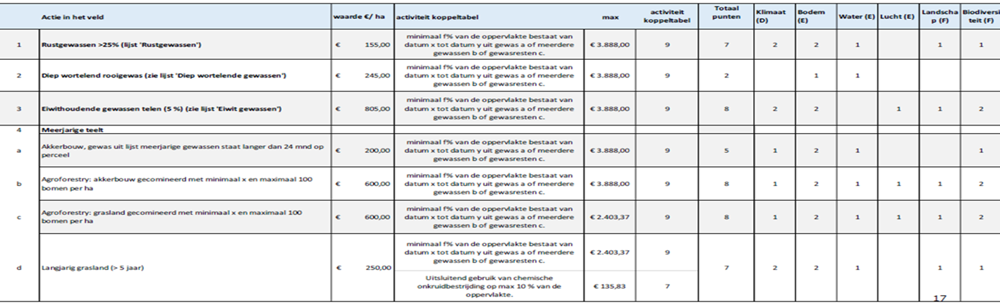 Actie in het veld waarde €/ ha activiteit koppeltabel max activiteit koppeltabel Totaal punten Klimaat (D) Bodem (E) Water (E) Lucht (E) Landscha p (F) Biodiversi teit (F)
1 Rustgewassen >25% (lijst 'Rustgewassen') € 155,00 minimaal f% van de oppervlakte bestaat van datum x tot datum y uit gewas a of meerdere gewassen b of gewasresten c. € 3.888,00 9 7 2 2 1 1 1
2 Diep wortelend rooigewas (zie lijst 'Diep wortelende gewassen') € 245,00 minimaal f% van de oppervlakte bestaat van datum x tot datum y uit gewas a of meerdere gewassen b of gewasresten c. € 3.888,00 9 2 1 1
3 Eiwithoudende gewassen telen (5 %) (zie lijst 'Eiwit gewassen') € 805,00 minimaal f% van de oppervlakte bestaat van datum x tot datum y uit gewas a of meerdere gewassen b of gewasresten c. € 3.888,00 9 8 2 2 1 1 2
4 Meerjarige teelt
a Akkerbouw, gewas uit lijst meerjarige gewassen staat langer dan 24 mnd op perceel € 200,00 minimaal f% van de oppervlakte bestaat van datum x tot datum y uit gewas a of meerdere gewassen b of gewasresten c. € 3.888,00 9 5 1 2 1 1
b Agroforestry: akkerbouw gecomineerd met minimaal x en maximaal 100 bomen per ha € 600,00 minimaal f% van de oppervlakte bestaat van datum x tot datum y uit gewas a of meerdere gewassen b of gewasresten c. € 3.888,00 9 8 1 2 1 1 1 2
c Agroforestry: grasland gecomineerd met minimaal x en maximaal 100 bomen per ha € 600,00 minimaal f% van de oppervlakte bestaat van datum x tot datum y uit gewas a of meerdere gewassen b of gewasresten c. € 2.403,37 9 8 1 2 1 1 1 2
d Langjarig grasland (> 5 jaar) € 250,00 minimaal f% van de oppervlakte bestaat van datum x tot datum y uit gewas a of meerdere gewassen b of gewasresten c. € 2.403,37 9 7 2 2 1 1 1
Uitsluitend gebruik van chemische onkruidbestrijding op max 10 % van de oppervlakte. € 135,83 7
17